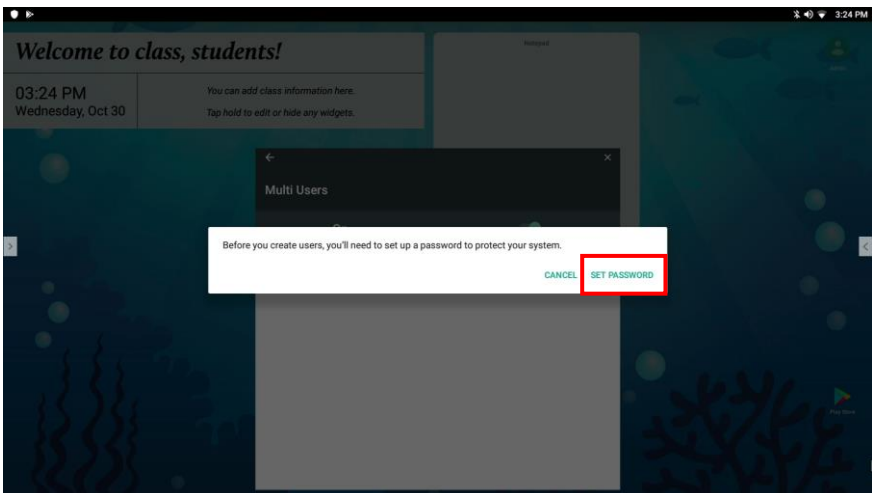 3:24 PM
Welcome to class, students!
03:24 PM
Wednesday, Oct 30
You can add class information here.
Tap hold to edit or hide any widgets.
Multi Users
Before you create users, you'll need to set up a password to protect your system.
CANCEL SET PASSWORD
Play Store